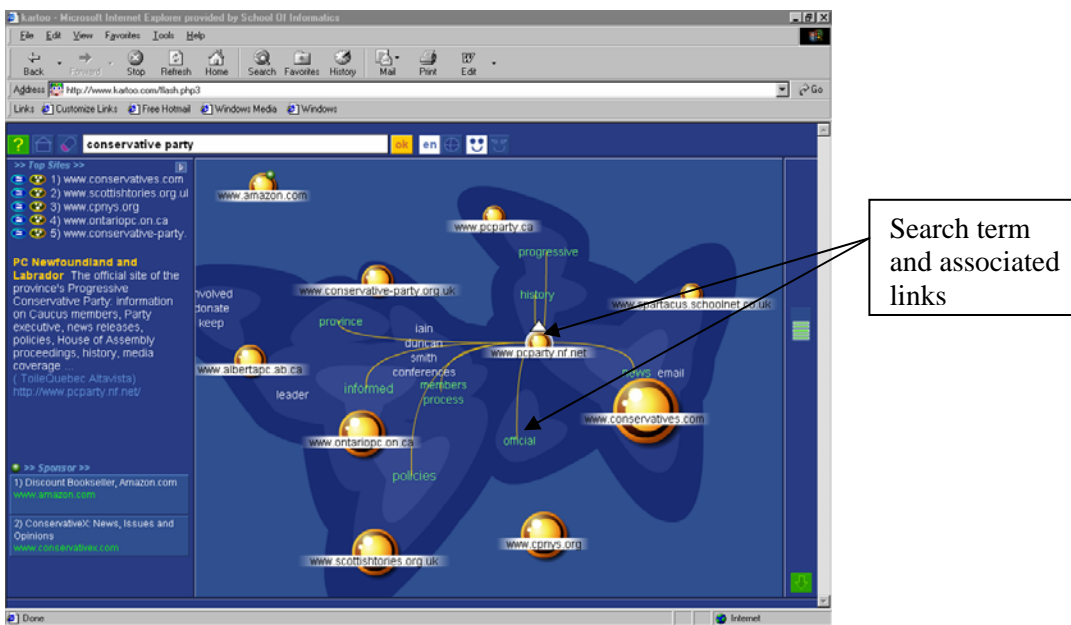 kartoo - Microsoft Internet Explorer provided by School Of Informatics
File Edit View Favorites Tools Help
Back Forward Stop Refresh Home Search Favorites History Mail Print Edit
Address http://www.kartoo.com/flash.php3 Go
Links Customize Links Free Hotmail Windows Media Windows
? conservative party ok en
>> Top Sites >>
1) www.conservatives.com
2) www.scottishtories.org.ul
3) www.cpnys.org
4) www.ontariopc.on.ca
5) www.conservative-party.
PC Newfoundland and
Labrador The official site of the
province's Progressive
Conservative Party: information
on Caucus members, Party
executive, news releases,
policies, House of Assembly
proceedings, history, media
coverage ...
( ToileQuebec Altavista)
http://www.pcparty.nf.net/
>> Sponsor >>
1) Discount Bookseller, Amazon.com
www.amazon.com
2) ConservativeX: News, Issues and
Opinions
www.conservativex.com
www.amazon.com
www.pcparty.ca
progressive
www.conservative-party.org.uk
history
www.spartacus.schoolnet.co.uk
nvolved
donate
keep
province
iain
duncan
smith
conferences
www.pcparty.nf.net
www.albertapc.ab.ca
leader
informed
members
process
news email
www.conservatives.com
www.ontariopc.on.ca
official
policies
www.cpnys.org
www.scottishtories.org.uk
Done Internet
Search term
and associated
links